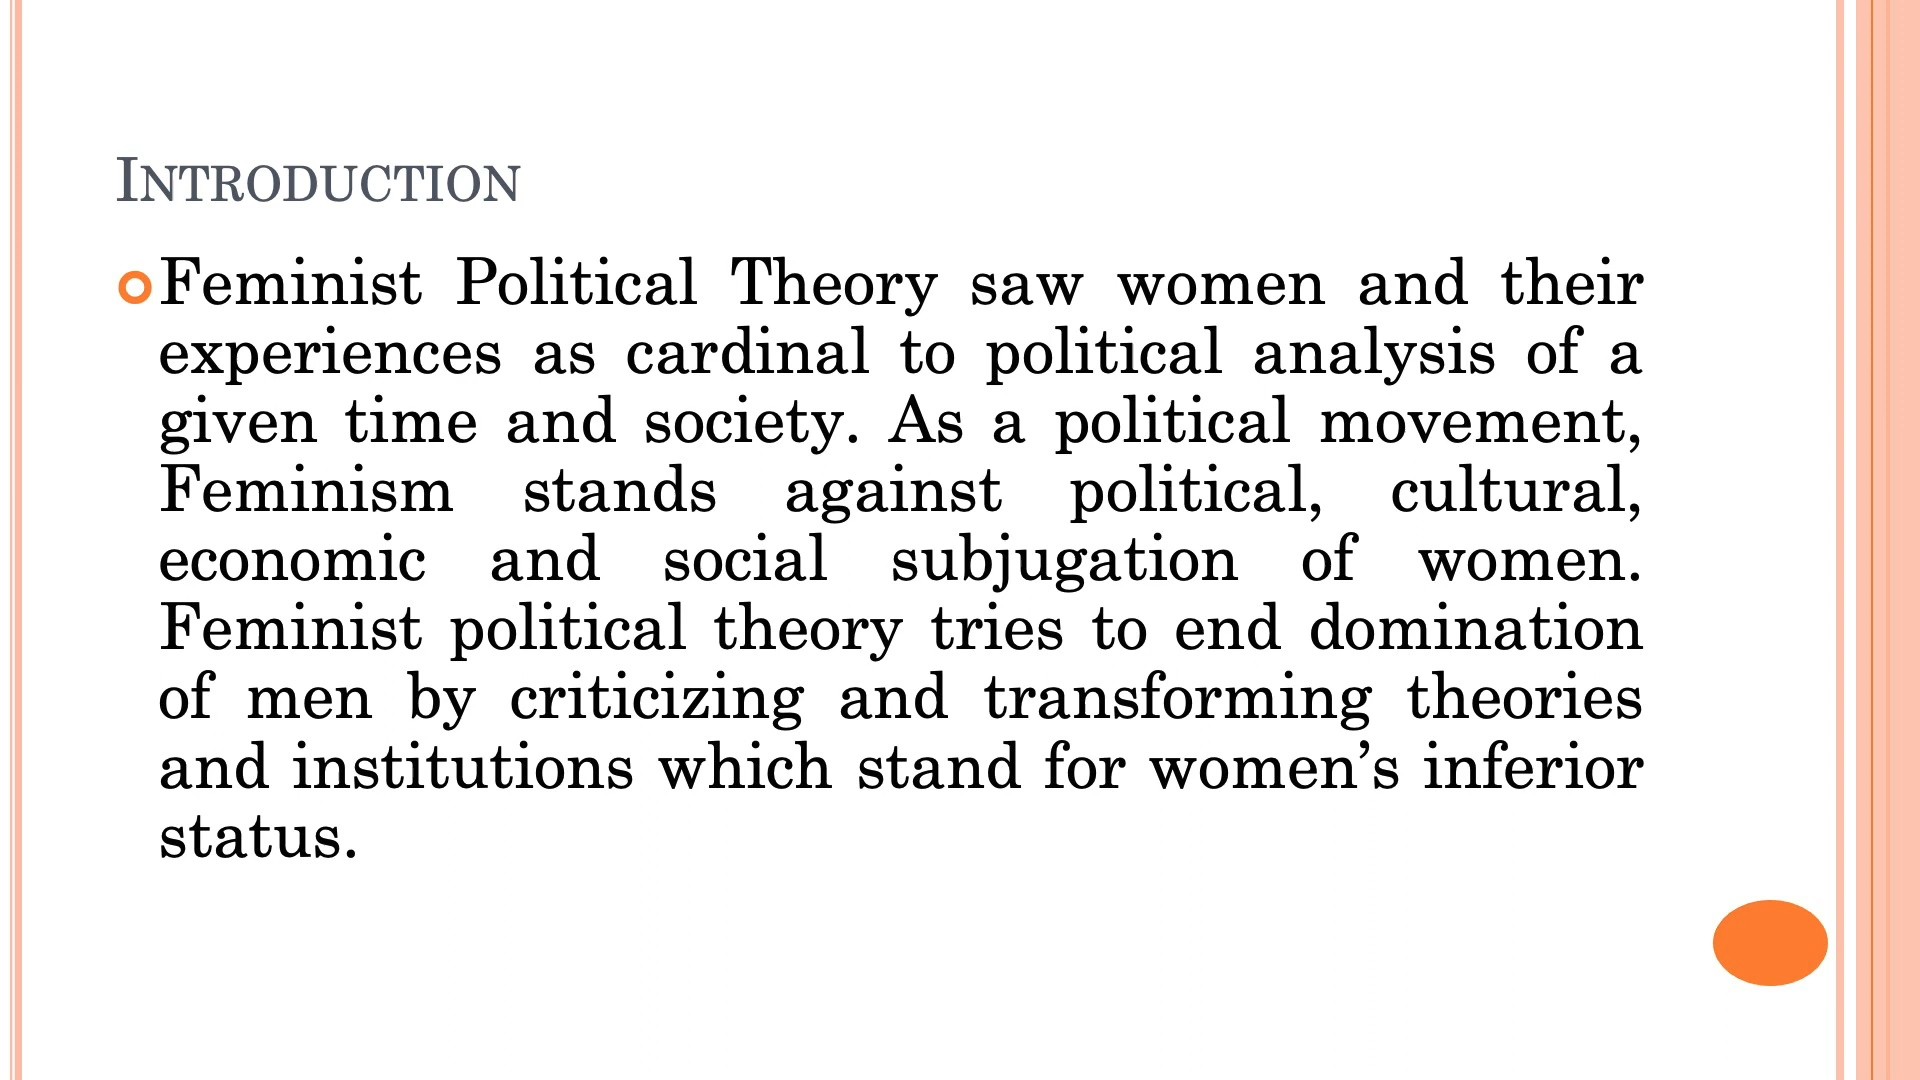 INTRODUCTION
Feminist Political Theory saw women and their
experiences as cardinal to political analysis of a
given time and society. As a political movement,
Feminism stands against political, cultural,
economic and social subjugation of women.
Feminist political theory tries to end domination
of men by criticizing and transforming theories
and institutions which stand for women’s inferior
status.